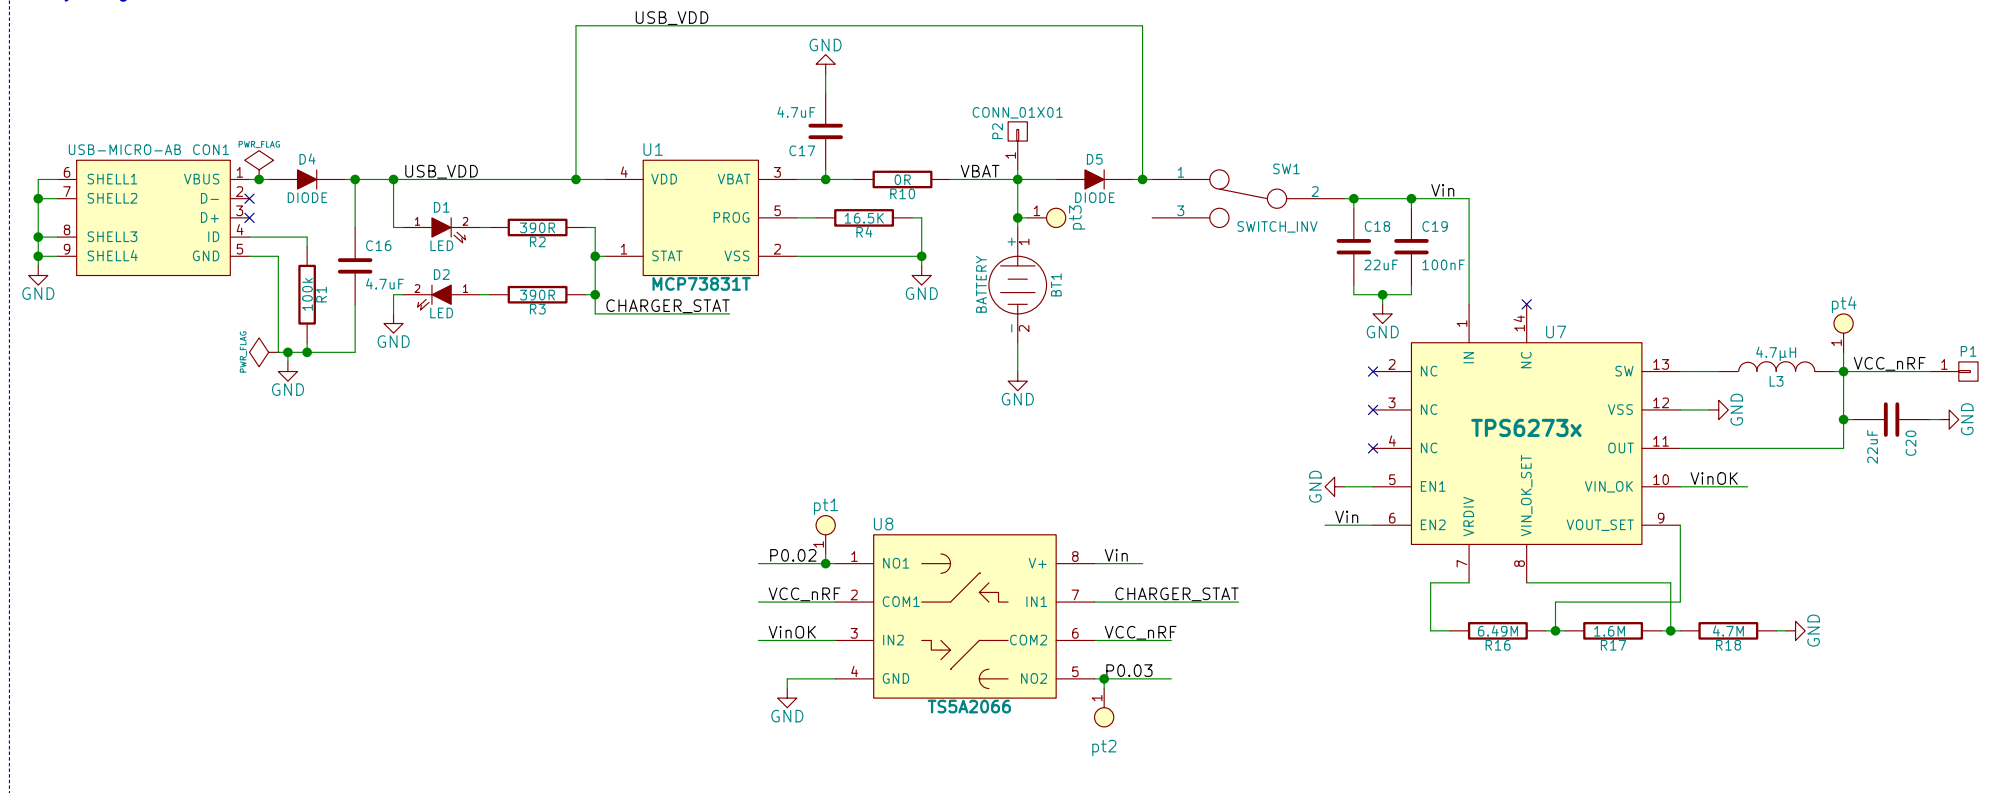 USB_VDD
GND
4.7uF
C17
CONN_01X01
P2
1
USB-MICRO-AB CON1
PWR_FLAG
6 SHELL1 VBUS 1
7 SHELL2 D- 2
D+ 3
8 SHELL3 ID 4
9 SHELL4 GND 5
GND
D4
DIODE
USB_VDD
1 D1 2
LED
390R
R2
2 D2 1
LED
390R
R3
GND
C16
4.7uF
100k
R1
PWR_FLAG
GND
CHARGER_STAT
U1
4 VDD VBAT 3
PROG 5
1 STAT VSS 2
MCP73831T
0R
R10
16.5K
R4
GND
VBAT
D5
DIODE
1
pt3
+ 1
BATTERY
BT1
- 2
GND
1
3
SW1
2
SWITCH_INV
Vin
C18
22uF
C19
100nF
GND
U7
1 IN
14 NC
2 NC
3 NC
4 NC
5 EN1
6 EN2
GND
Vin
TPS6273x
SW 13
VSS 12
OUT 11
VIN_OK 10
VOUT_SET 9
VRDIV 7
VIN_OK_SET 8
4.7µH
L3
pt4
1
VCC_nRF
1 P1
GND
22uF
C20
GND
VinOK
6.49M
R16
1.6M
R17
4.7M
R18
GND
pt1
1
U8
P0.02 1 NO1 V+ 8 Vin
VCC_nRF 2 COM1 IN1 7 CHARGER_STAT
VinOK 3 IN2 COM2 6 VCC_nRF
4 GND NO2 5 P0.03
GND
TS5A2066
1
pt2